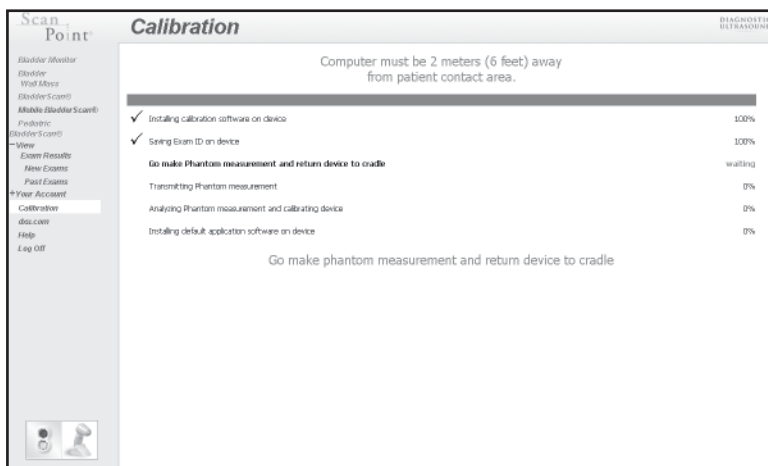 Scan
Point®
Calibration
DIAGNOSTIC
ULTRASOUND
Computer must be 2 meters (6 feet) away
from patient contact area.
Bladder Monitor
Bladder
Wall Mass
BladderScan®
Mobile BladderScan®
Pediatric
BladderScan®
−View
Exam Results
New Exams
Past Exams
+Your Account
Calibration
dxu.com
Help
Log Off
✓ Installing calibration software on device 100%
✓ Saving Exam ID on device 100%
Go make Phantom measurement and return device to cradle waiting
Transmitting Phantom measurement 0%
Analyzing Phantom measurement and calibrating device 0%
Installing default application software on device 0%
Go make phantom measurement and return device to cradle